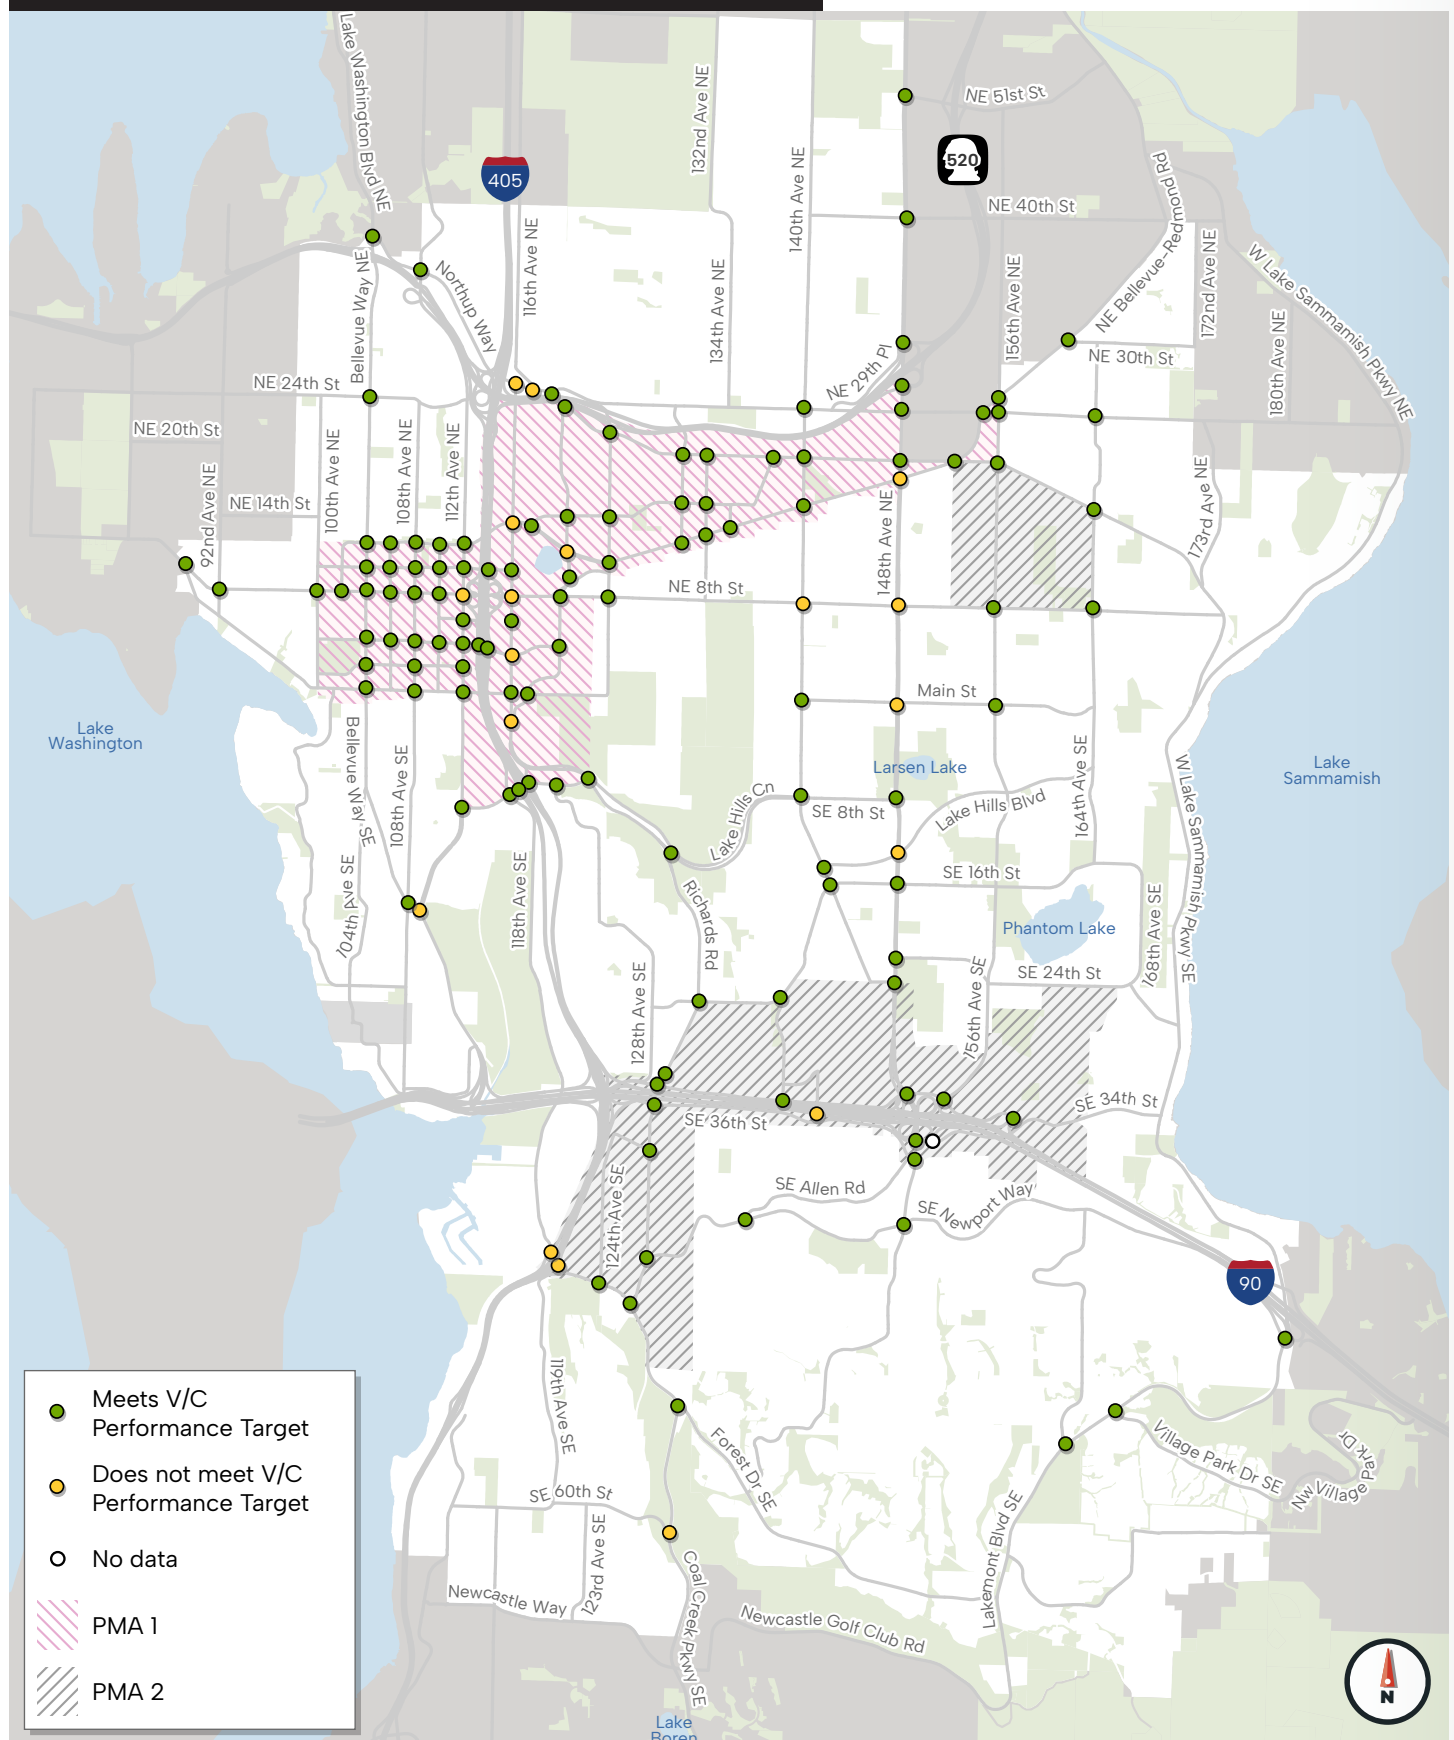 Lake Washington Blvd NE
132nd Ave NE
NE 51st St
520
405
140th Ave NE
NE 40th St
NE Bellevue-Redmond Rd
116th Ave NE
172nd Ave NE
W Lake Sammamish Pkwy NE
Bellevue Way NE
Northup Way
134th Ave NE
156th Ave NE
180th Ave NE
NE 29th Pl
NE 30th St
NE 24th St
NE 20th St
100th Ave NE
108th Ave NE
112th Ave NE
92nd Ave NE
NE 14th St
148th Ave NE
173rd Ave NE
NE 8th St
Main St
Lake
Washington
Larsen Lake
Lake
Sammamish
Bellevue Way SE
108th Ave SE
164th Ave SE
W Lake Sammamish Pkwy SE
Lake Hills Cn
SE 8th St
Lake Hills Blvd
104th Ave SE
118th Ave SE
SE 16th St
Richards Rd
Phantom Lake
168th Ave SE
128th Ave SE
156th Ave SE
SE 24th St
SE 34th St
SE 36th St
124th Ave SE
SE Allen Rd
SE Newport Way
90
119th Ave SE
Forest Dr SE
Village Park Dr SE
Nw Village Park Dr
SE 60th St
123rd Ave SE
Lakemont Blvd SE
Newcastle Way
Coal Creek Pkwy SE
Newcastle Golf Club Rd
Lake
Boren
Meets V/C
Performance Target
Does not meet V/C
Performance Target
No data
PMA 1
PMA 2
N